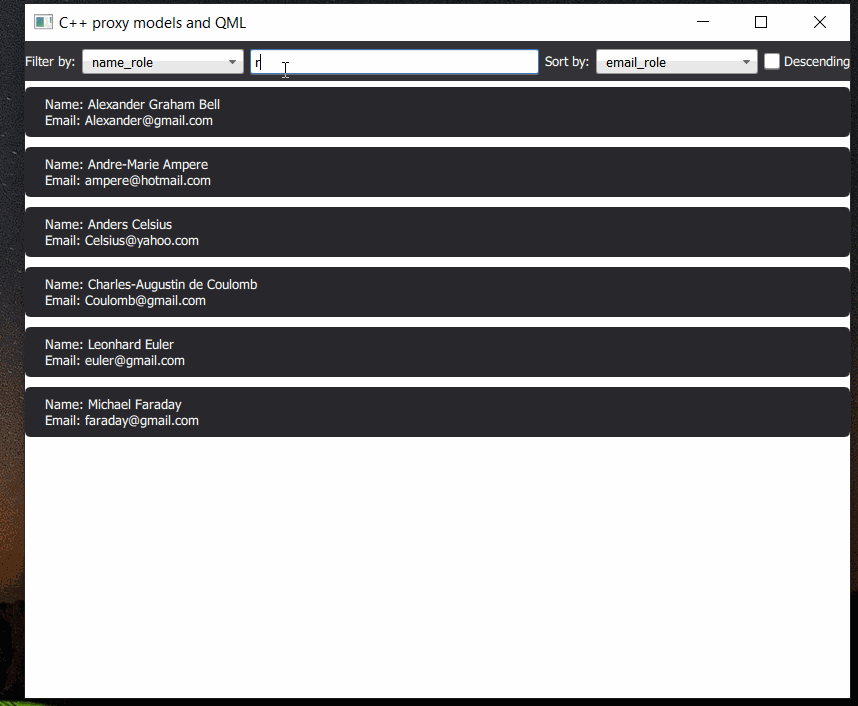 C++ proxy models and QML
Filter by: name_role r Sort by: email_role Descending
Name: Alexander Graham Bell
Email: Alexander@gmail.com
Name: Andre-Marie Ampere
Email: ampere@hotmail.com
Name: Anders Celsius
Email: Celsius@yahoo.com
Name: Charles-Augustin de Coulomb
Email: Coulomb@gmail.com
Name: Leonhard Euler
Email: euler@gmail.com
Name: Michael Faraday
Email: faraday@gmail.com